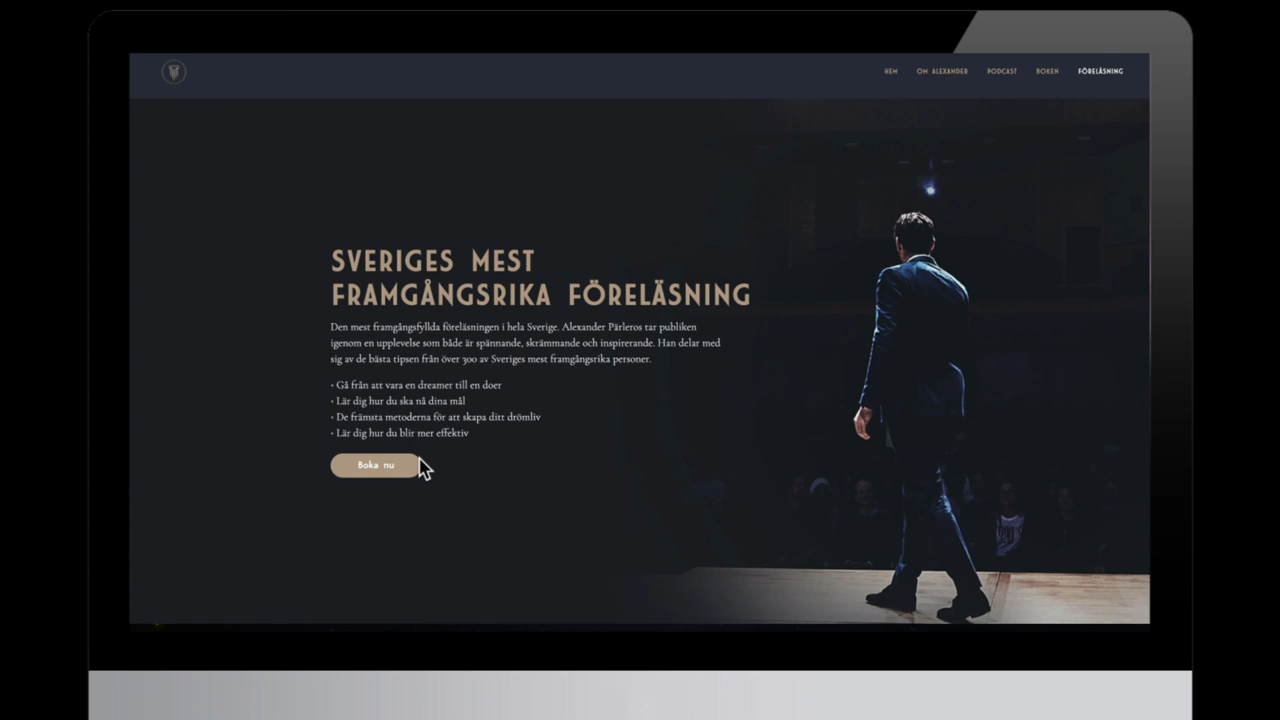 HEM OM ALEXANDER PODCAST BOKEN FÖRELÄSNING
SVERIGES MEST
FRAMGÅNGSRIKA FÖRELÄSNING
Den mest framgångsfyllda föreläsningen i hela Sverige. Alexander Pärleros tar publiken
igenom en upplevelse som både är spännande, skrämmande och inspirerande. Han delar med
sig av de bästa tipsen från över 300 av Sveriges mest framgångsrika personer.
• Gå från att vara en dreamer till en doer
• Lär dig hur du ska nå dina mål
• De främsta metoderna för att skapa ditt drömliv
• Lär dig hur du blir mer effektiv
Boka nu